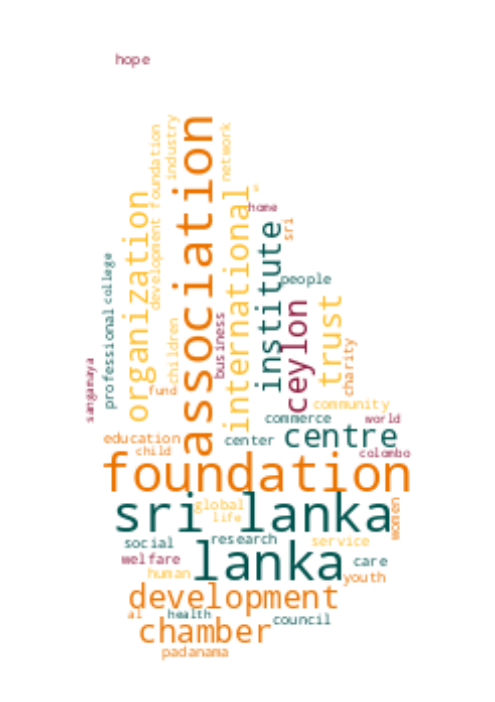 hope
industry
association
network
development foundation
organization
international
home
sri
institute
people
college
professional
ceylon
trust
business
children
charity
sangamaya
fund
community
commerce
world
centre
education
center
child
colombo
foundation
sri lanka
global
life
women
social
research
service
welfare
lanka
care
human
youth
development
al
health
council
chamber
padanama